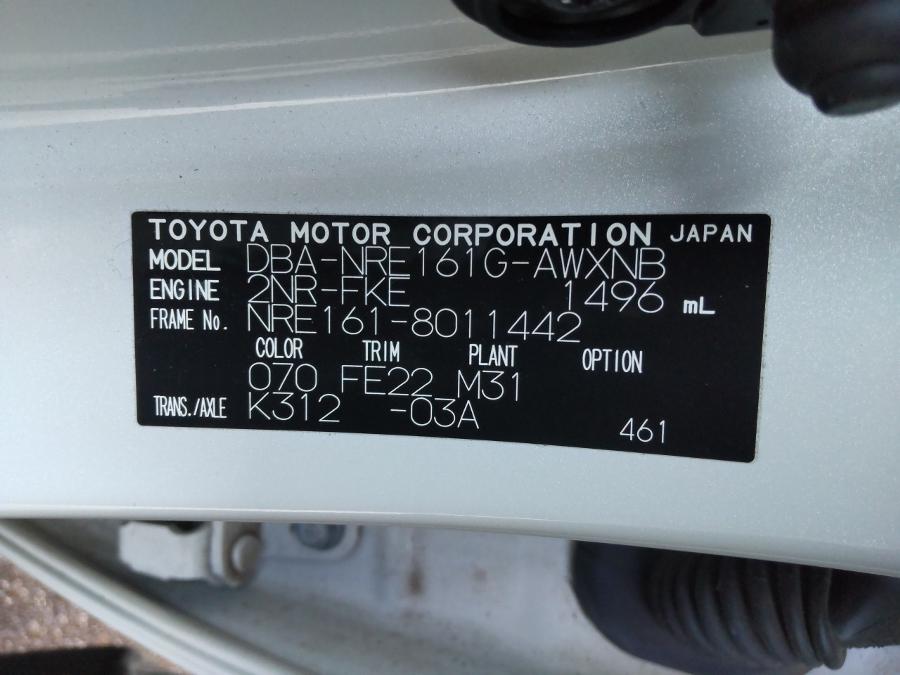 TOYOTA MOTOR CORPORATION JAPAN
MODEL DBA-NRE161G-AWXNB
ENGINE 2NR-FKE 1496 mL
FRAME No. NRE161-8011442
COLOR TRIM PLANT OPTION
070 FE22 M31
TRANS./AXLE K312 -03A
461